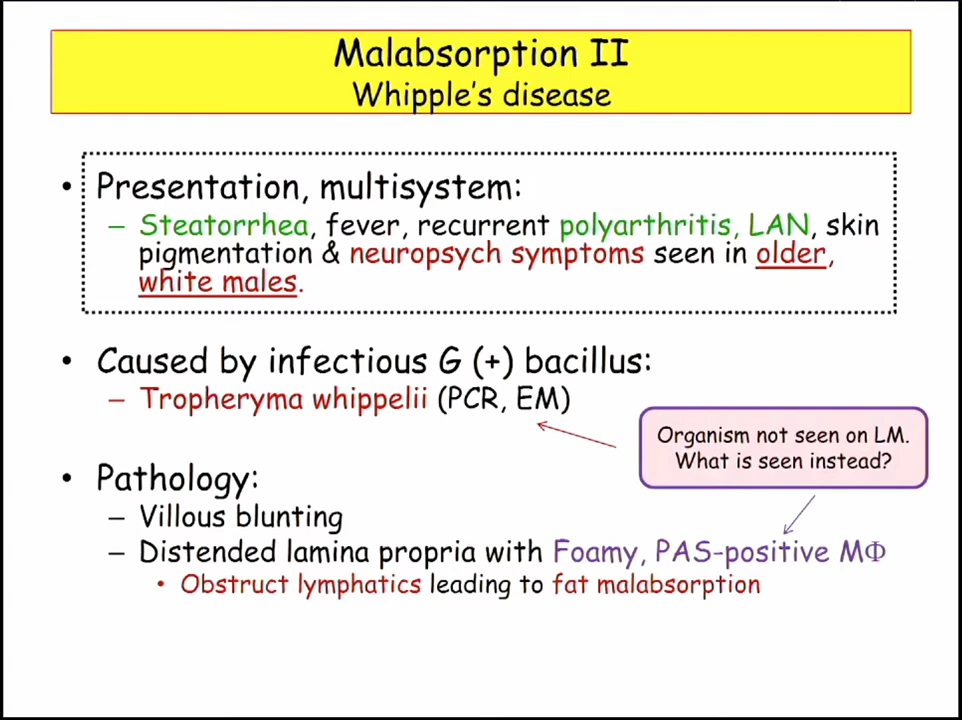 Malabsorption II
Whipple's disease
• Presentation, multisystem:
– Steatorrhea, fever, recurrent polyarthritis, LAN, skin
pigmentation & neuropsych symptoms seen in older,
white males.
• Caused by infectious G (+) bacillus:
– Tropheryma whippelii (PCR, EM)
Organism not seen on LM.
What is seen instead?
• Pathology:
– Villous blunting
– Distended lamina propria with Foamy, PAS-positive MΦ
• Obstruct lymphatics leading to fat malabsorption